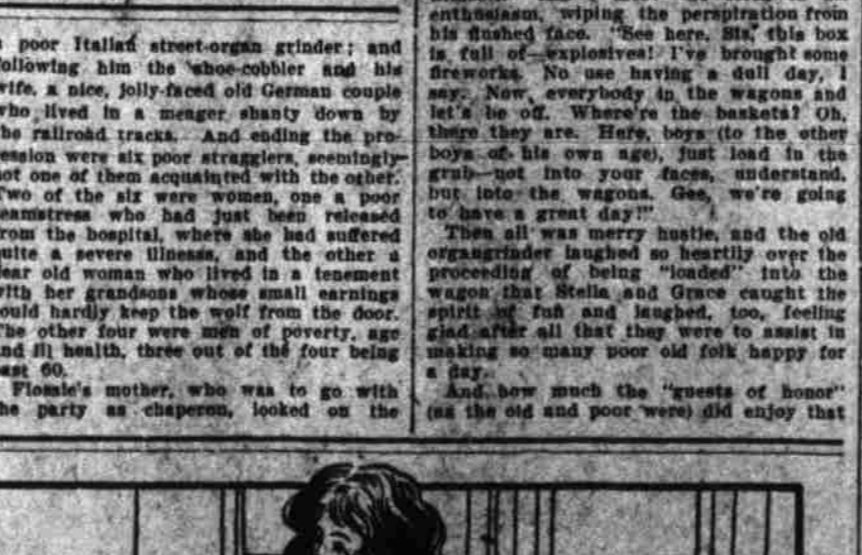 poor Italian street-organ grinder; and
following him the shoe-cobbler and his
wife, a nice, jolly-faced old German couple
who lived in a meager shanty down by
the railroad tracks. And ending the pro-
cession were six poor stragglers, seemingly
not one of them acquainted with the other.
Two of the six were women, one a poor
seamstress who had just been released
from the hospital, where she had suffered
quite a severe illness, and the other a
dear old woman who lived in a tenement
with her grandsons whose small earnings
could hardly keep the wolf from the door.
The other four were men of poverty, age
and ill health, three out of the four being
past 60.
Flossie's mother, who was to go with
the party as chaperon, looked on the
enthusiasm, wiping the perspiration from
his flushed face. "See here, Sis, this box
is full of—explosives! I've brought some
fireworks. No use having a dull day, I
say. Now, everybody in the wagons and
let's be off. Where're the baskets? Oh,
there they are. Here, boys (to the other
boys of his own age), just load in the
grub—not into your faces, understand,
but into the wagons. Gee, we're going
to have a great day!"
Then all was merry hustle, and the old
organgrinder laughed so heartily over the
proceeding of being "loaded" into the
wagon that Stella and Grace caught the
spirit of fun and laughed, too, feeling
glad after all that they were to assist in
making so many poor old folk happy for
a day.
And how much the "guests of honor"
(as the old and poor were) did enjoy that